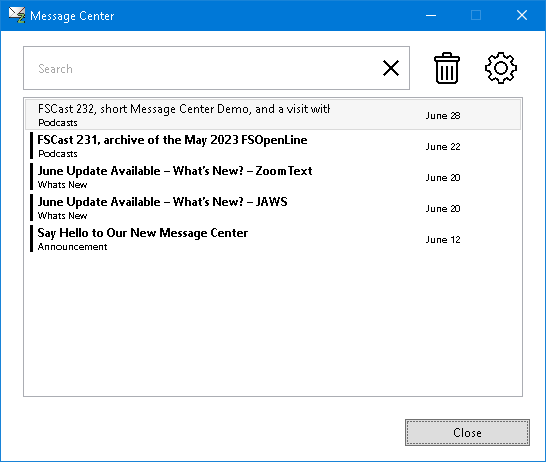 Message Center
Search
FSCast 232, short Message Center Demo, and a visit with
Podcasts
June 28
FSCast 231, archive of the May 2023 FSOpenLine
Podcasts
June 22
June Update Available – What's New? – ZoomText
Whats New
June 20
June Update Available – What's New? – JAWS
Whats New
June 20
Say Hello to Our New Message Center
Announcement
June 12
Close